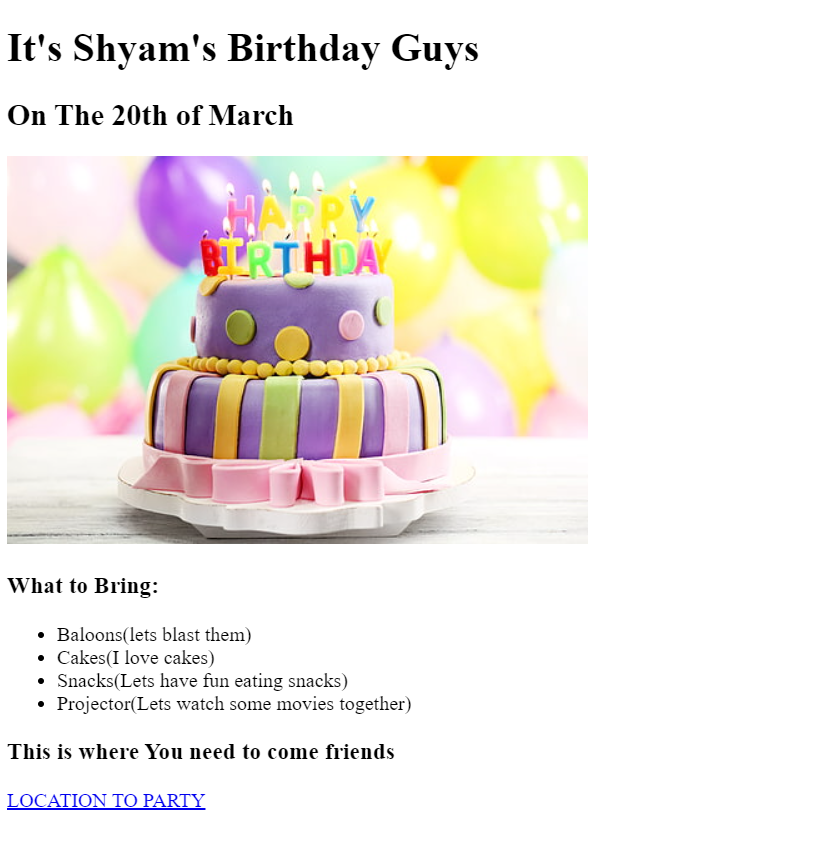 It's Shyam's Birthday Guys
On The 20th of March
HAPPY
BIRTHDAY
What to Bring:
Baloons(lets blast them)
Cakes(I love cakes)
Snacks(Lets have fun eating snacks)
Projector(Lets watch some movies together)
This is where You need to come friends
LOCATION TO PARTY